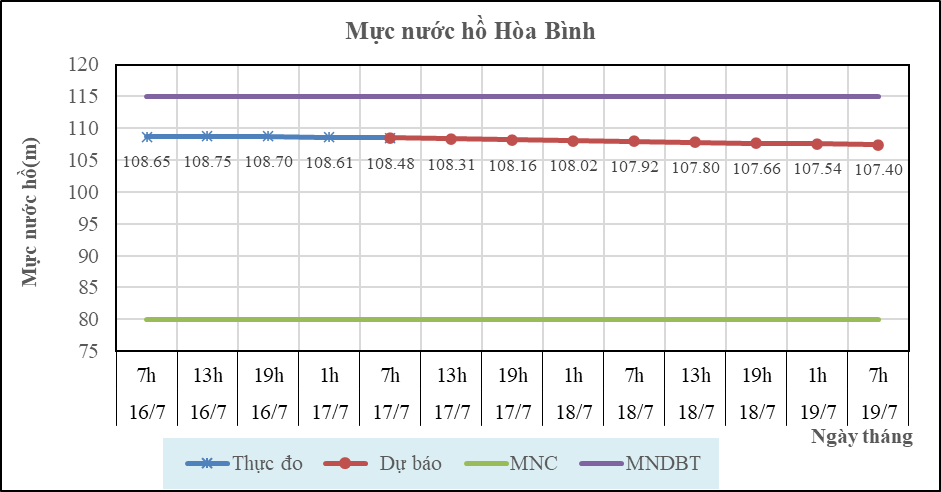 Mực nước hồ Hòa Bình
Mực nước hồ(m)
120
115
110
105
100
95
90
85
80
75
108.65 108.75 108.70 108.61 108.48 108.31 108.16 108.02 107.92 107.80 107.66 107.54 107.40
7h 13h 19h 1h 7h 13h 19h 1h 7h 13h 19h 1h 7h
16/7 16/7 16/7 17/7 17/7 17/7 17/7 18/7 18/7 18/7 18/7 19/7 19/7
Ngày tháng
Thực đo Dự báo MNC MNDBT